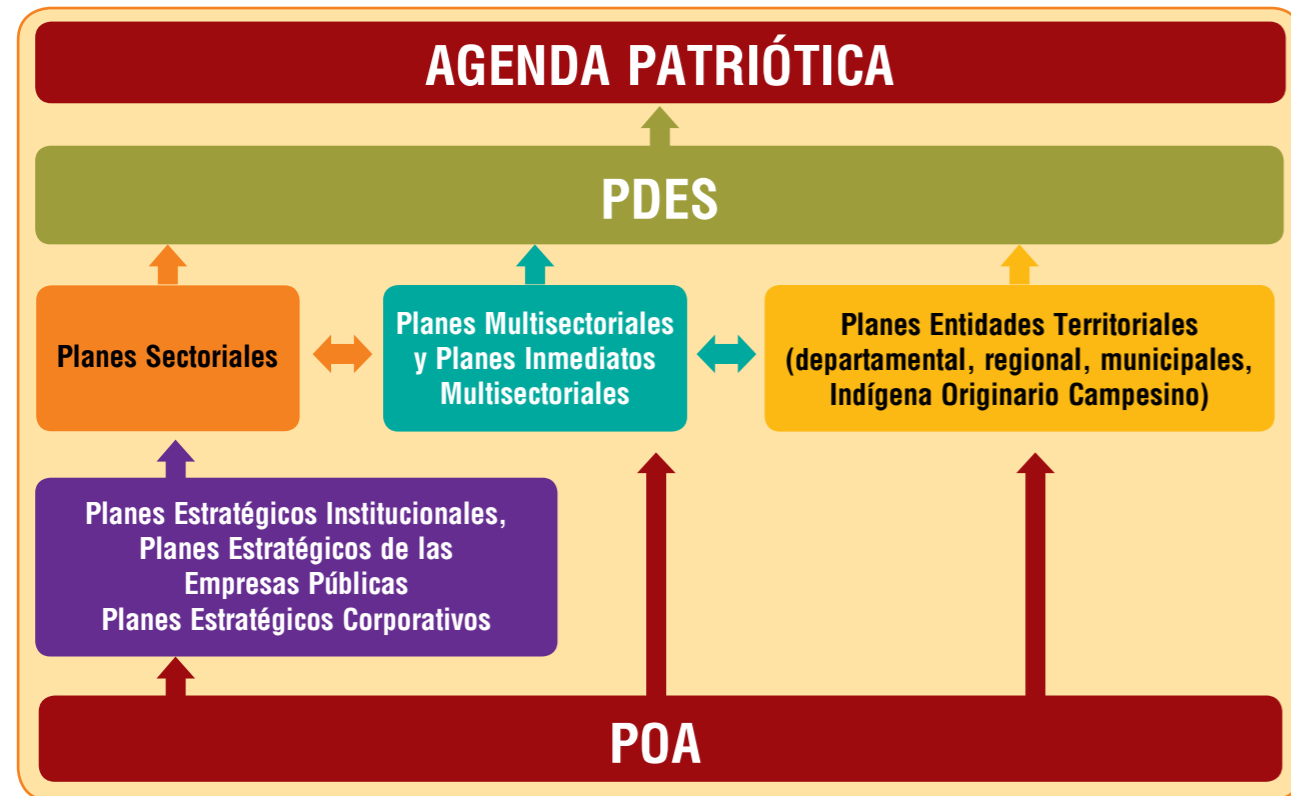 AGENDA PATRIÓTICA
PDES
Planes Sectoriales
Planes Multisectoriales
y Planes Inmediatos
Multisectoriales
Planes Entidades Territoriales
(departamental, regional, municipales,
Indígena Originario Campesino)
Planes Estratégicos Institucionales,
Planes Estratégicos de las
Empresas Públicas
Planes Estratégicos Corporativos
POA